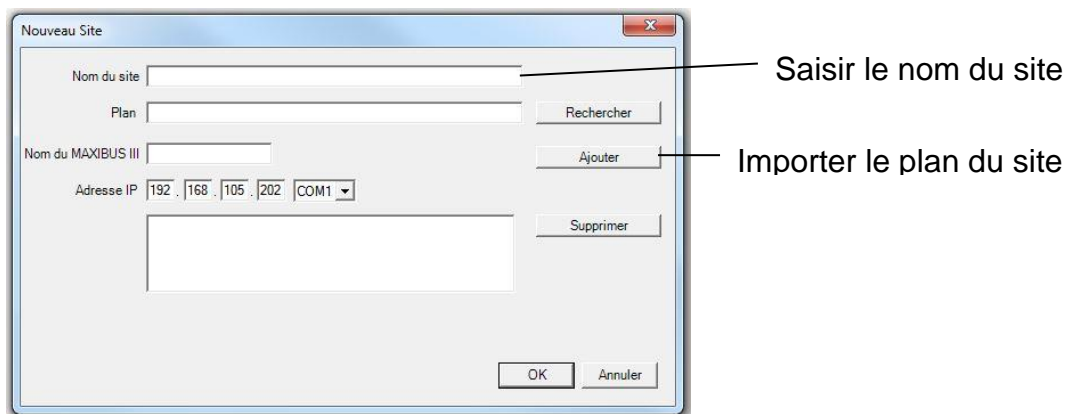 Nouveau Site
Nom du site
Saisir le nom du site
Plan
Rechercher
Nom du MAXIBUS III
Ajouter
Importer le plan du site
Adresse IP 192 . 168 . 105 . 202 COM1
Supprimer
OK
Annuler